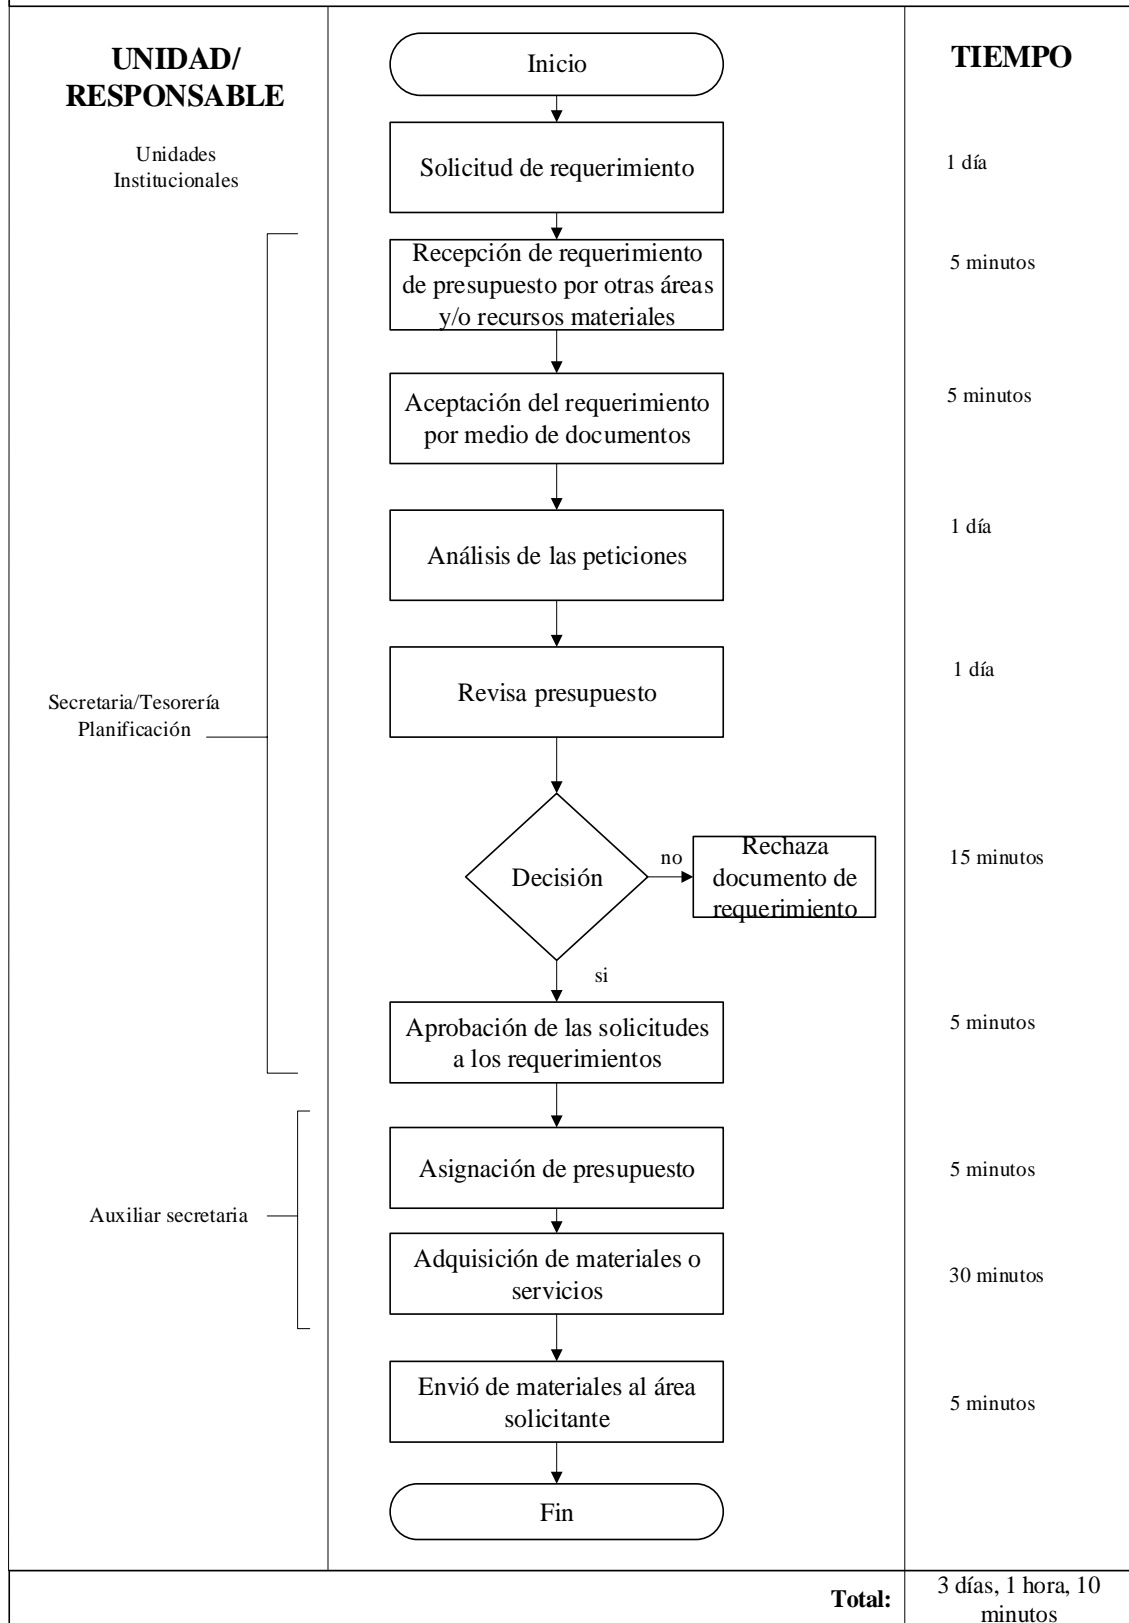 UNIDAD/
RESPONSABLE
Inicio
TIEMPO
Unidades
Institucionales
Solicitud de requerimiento
1 día
Recepción de requerimiento
de presupuesto por otras áreas
y/o recursos materiales
5 minutos
Aceptación del requerimiento
por medio de documentos
5 minutos
Análisis de las peticiones
1 día
Secretaria/Tesorería
Planificación
Revisa presupuesto
1 día
Decisión
no
Rechaza
documento de
requerimiento
15 minutos
si
Aprobación de las solicitudes
a los requerimientos
5 minutos
Auxiliar secretaria
Asignación de presupuesto
5 minutos
Adquisición de materiales o
servicios
30 minutos
Envió de materiales al área
solicitante
5 minutos
Fin
Total:
3 días, 1 hora, 10
minutos